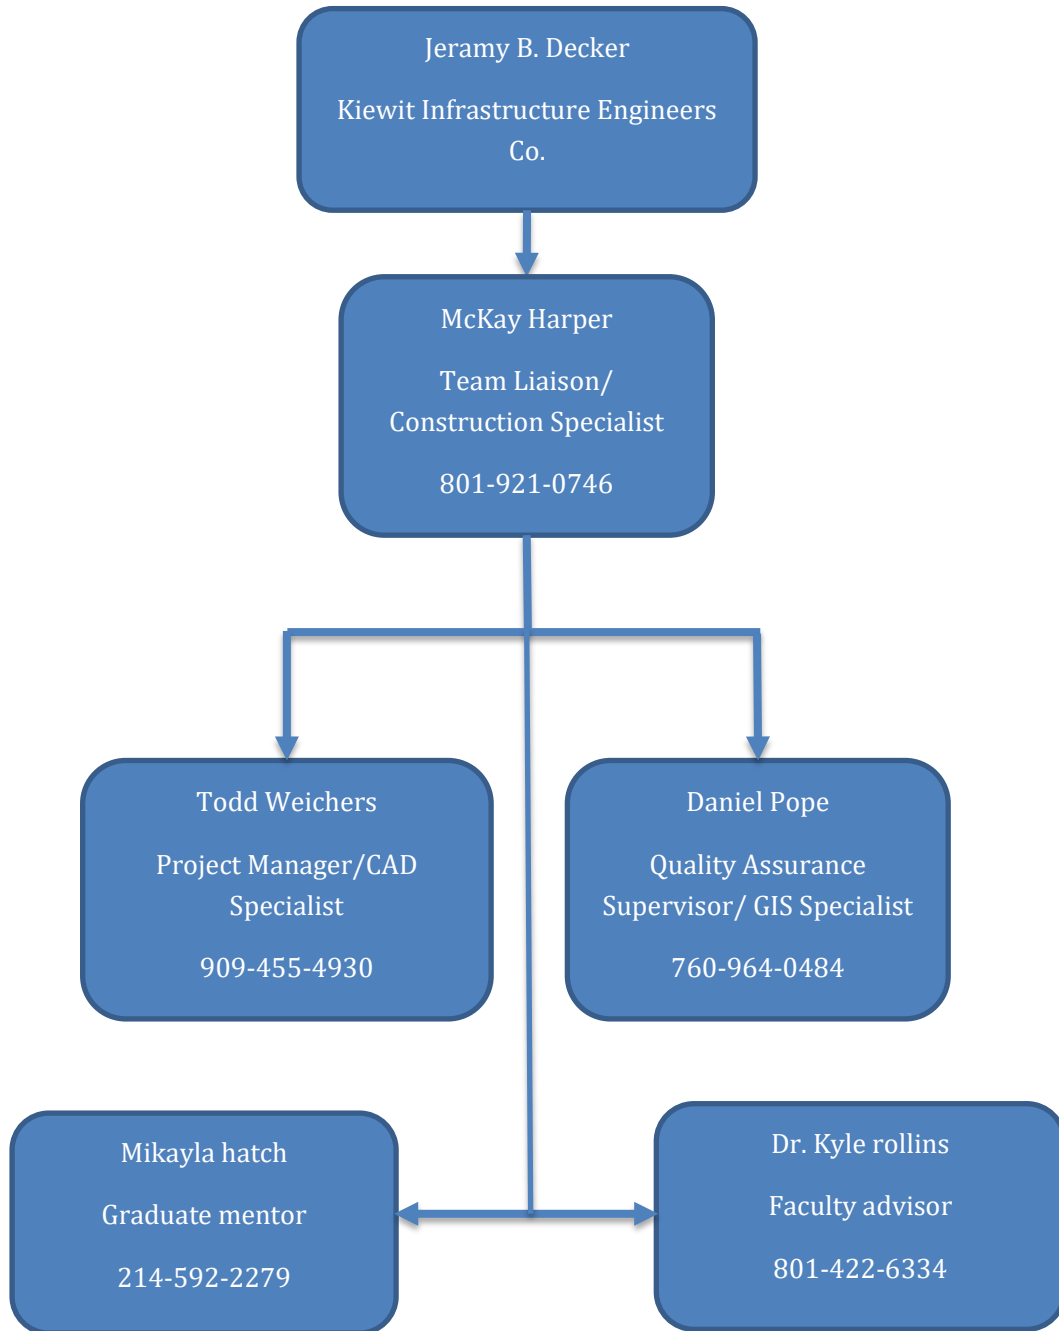 Jeramy B. Decker
Kiewit Infrastructure Engineers
Co.
McKay Harper
Team Liaison/
Construction Specialist
801-921-0746
Todd Weichers
Project Manager/CAD
Specialist
909-455-4930
Daniel Pope
Quality Assurance
Supervisor/ GIS Specialist
760-964-0484
Mikayla hatch
Graduate mentor
214-592-2279
Dr. Kyle rollins
Faculty advisor
801-422-6334